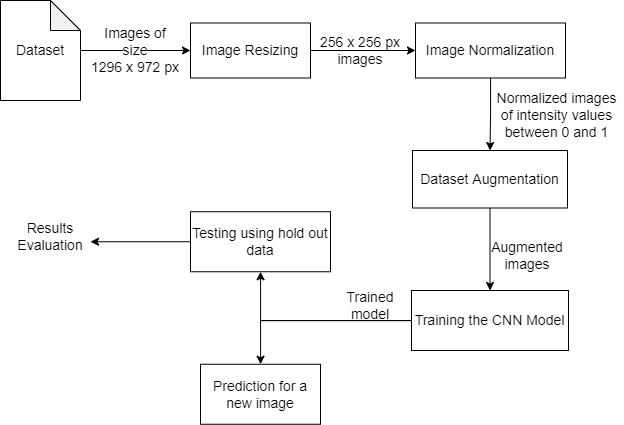 Dataset
Images of
size
1296 x 972 px
Image Resizing
256 x 256 px
images
Image Normalization
Normalized images
of intensity values
between 0 and 1
Dataset Augmentation
Augmented
images
Training the CNN Model
Trained
model
Testing using hold out
data
Results
Evaluation
Prediction for a
new image